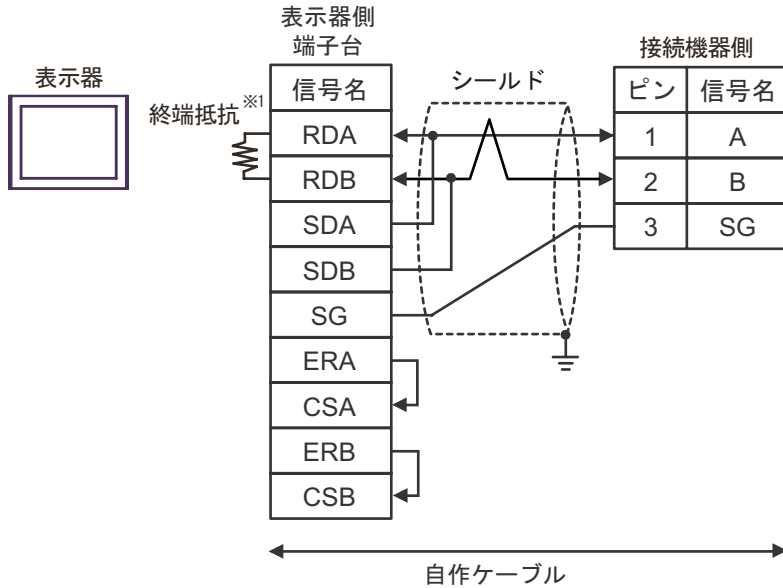 表示器側
端子台
接続機器側
表示器
終端抵抗※1
シールド
信号名
RDA
RDB
SDA
SDB
SG
ERA
CSA
ERB
CSB
ピン 信号名
1 A
2 B
3 SG
自作ケーブル